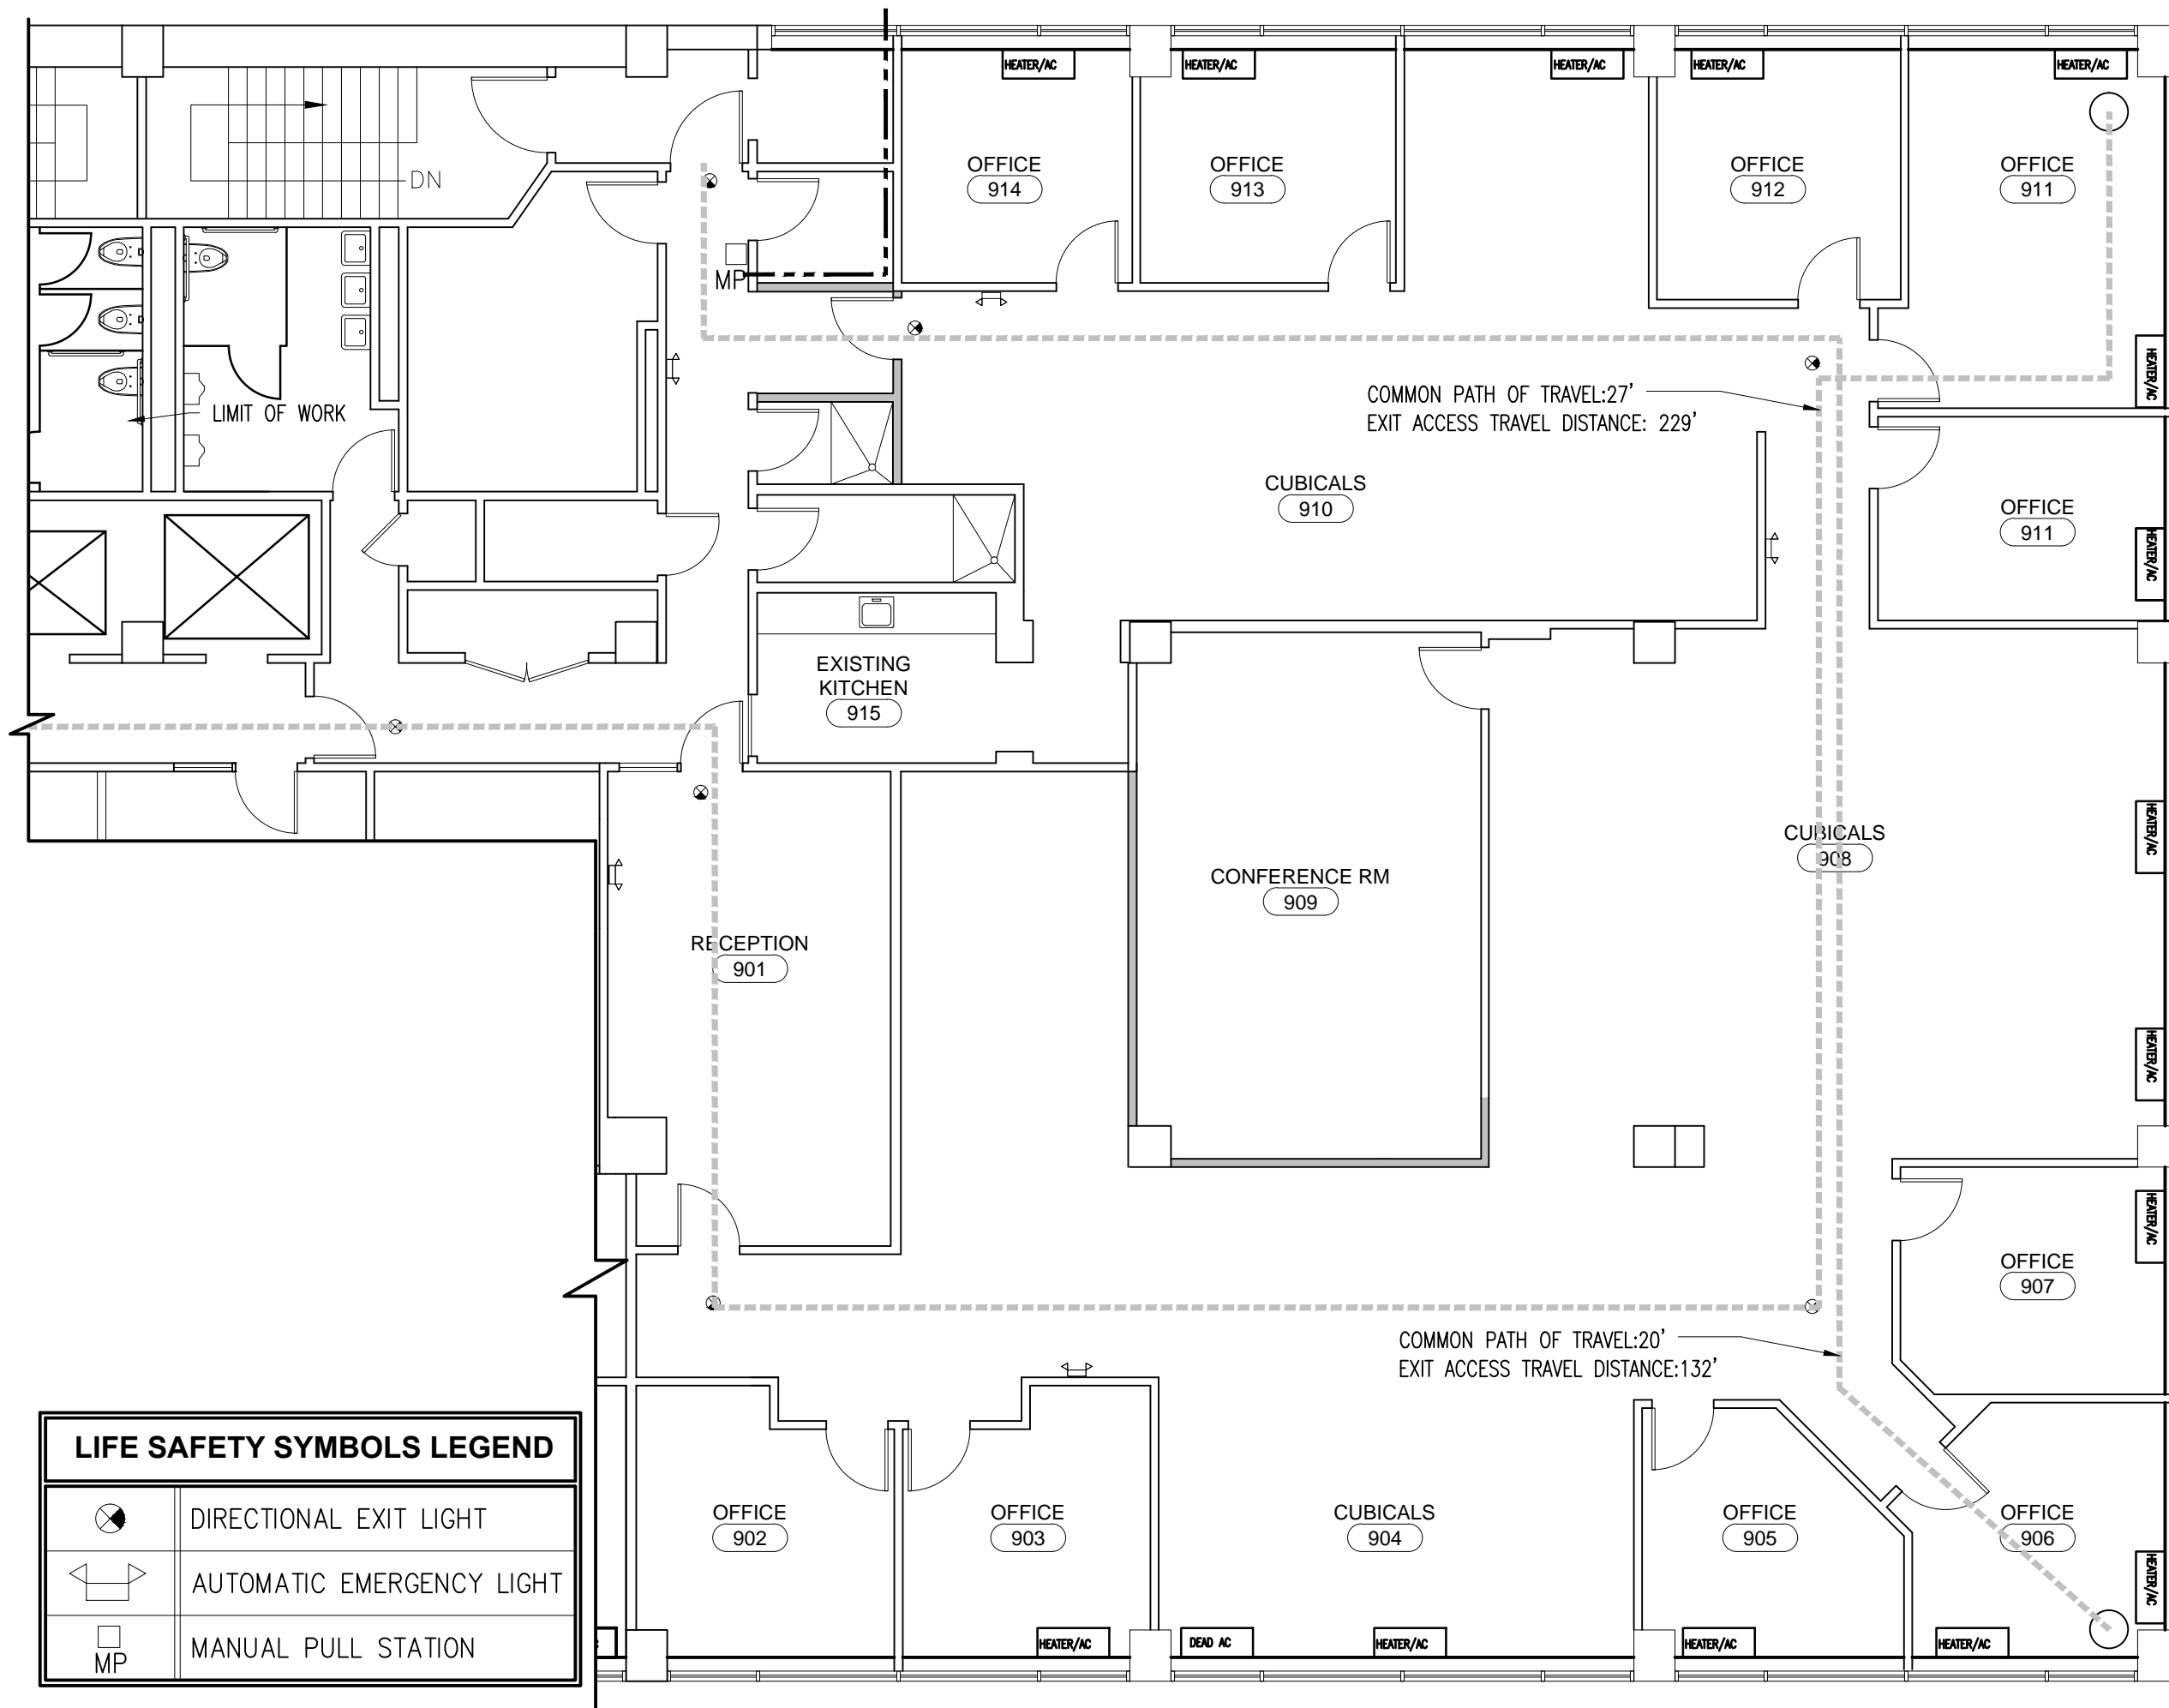 HEATER/AC
HEATER/AC
HEATER/AC
HEATER/AC
HEATER/AC
OFFICE
914
OFFICE
913
OFFICE
912
OFFICE
911
DN
MP
HEATER/AC
COMMON PATH OF TRAVEL:27'
EXIT ACCESS TRAVEL DISTANCE: 229'
LIMIT OF WORK
CUBICALS
910
OFFICE
911
HEATER/AC
EXISTING
KITCHEN
915
CUBICALS
908
HEATER/AC
CONFERENCE RM
909
RECEPTION
901
HEATER/AC
HEATER/AC
OFFICE
907
COMMON PATH OF TRAVEL:20'
EXIT ACCESS TRAVEL DISTANCE:132'
OFFICE
902
OFFICE
903
CUBICALS
904
OFFICE
905
OFFICE
906
HEATER/AC
HEATER/AC
DEAD AC
HEATER/AC
HEATER/AC
HEATER/AC
LIFE SAFETY SYMBOLS LEGEND
DIRECTIONAL EXIT LIGHT
AUTOMATIC EMERGENCY LIGHT
MP
MANUAL PULL STATION